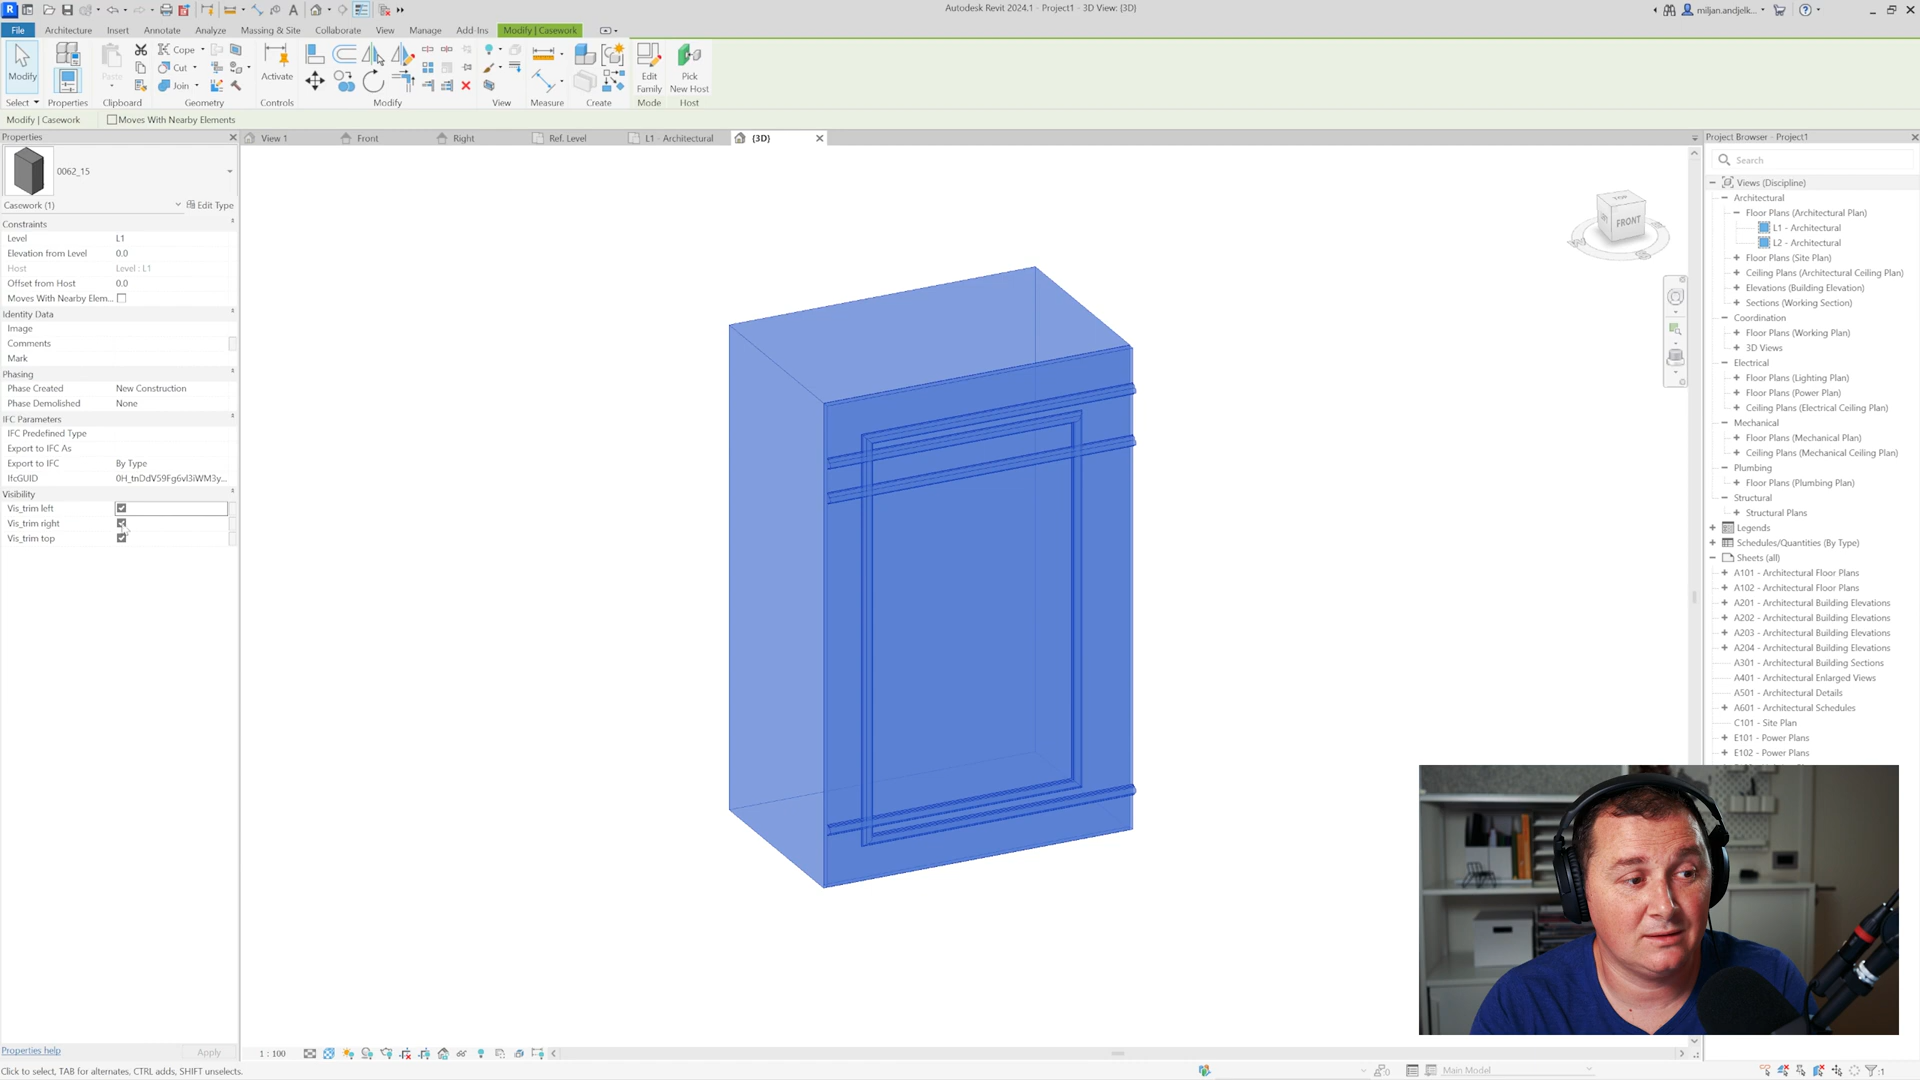 Autodesk Revit 2024.1 - Project1 - 3D View: {3D}
miljan.andjelk...
File Architecture Insert Annotate Analyze Massing & Site Collaborate View Manage Add-Ins Modify | Casework
Modify
Paste
Cope
Cut
Join
Activate
Edit
Family
Pick
New Host
Select Properties Clipboard Geometry Controls Modify View Measure Create Mode Host
Modify | Casework Moves With Nearby Elements
Properties
View 1 Front Right Ref. Level L1 - Architectural {3D}
0062_15
Casework (1) Edit Type
Constraints
Level L1
Elevation from Level 0.0
Host Level : L1
Offset from Host 0.0
Moves With Nearby Elem...
Identity Data
Image
Comments
Mark
Phasing
Phase Created New Construction
Phase Demolished None
IFC Parameters
IFC Predefined Type
Export to IFC As
Export to IFC By Type
IfcGUID 0H_tnDdV59Fg6vl3iWM3y...
Visibility
Vis_trim left
Vis_trim right
Vis_trim top
Properties help Apply
TOP
FRONT
Project Browser - Project1
Search
Views (Discipline)
Architectural
Floor Plans (Architectural Plan)
L1 - Architectural
L2 - Architectural
Floor Plans (Site Plan)
Ceiling Plans (Architectural Ceiling Plan)
Elevations (Building Elevation)
Sections (Working Section)
Coordination
Floor Plans (Working Plan)
3D Views
Electrical
Floor Plans (Lighting Plan)
Floor Plans (Power Plan)
Ceiling Plans (Electrical Ceiling Plan)
Mechanical
Floor Plans (Mechanical Plan)
Ceiling Plans (Mechanical Ceiling Plan)
Plumbing
Floor Plans (Plumbing Plan)
Structural
Structural Plans
Legends
Schedules/Quantities (By Type)
Sheets (all)
A101 - Architectural Floor Plans
A102 - Architectural Floor Plans
A201 - Architectural Building Elevations
A202 - Architectural Building Elevations
A203 - Architectural Building Elevations
A204 - Architectural Building Elevations
A301 - Architectural Building Sections
A401 - Architectural Enlarged Views
A501 - Architectural Details
A601 - Architectural Schedules
C101 - Site Plan
E101 - Power Plans
E102 - Power Plans
1 : 100
Click to select, TAB for alternates, CTRL adds, SHIFT unselects.
:0
Main Model
:1